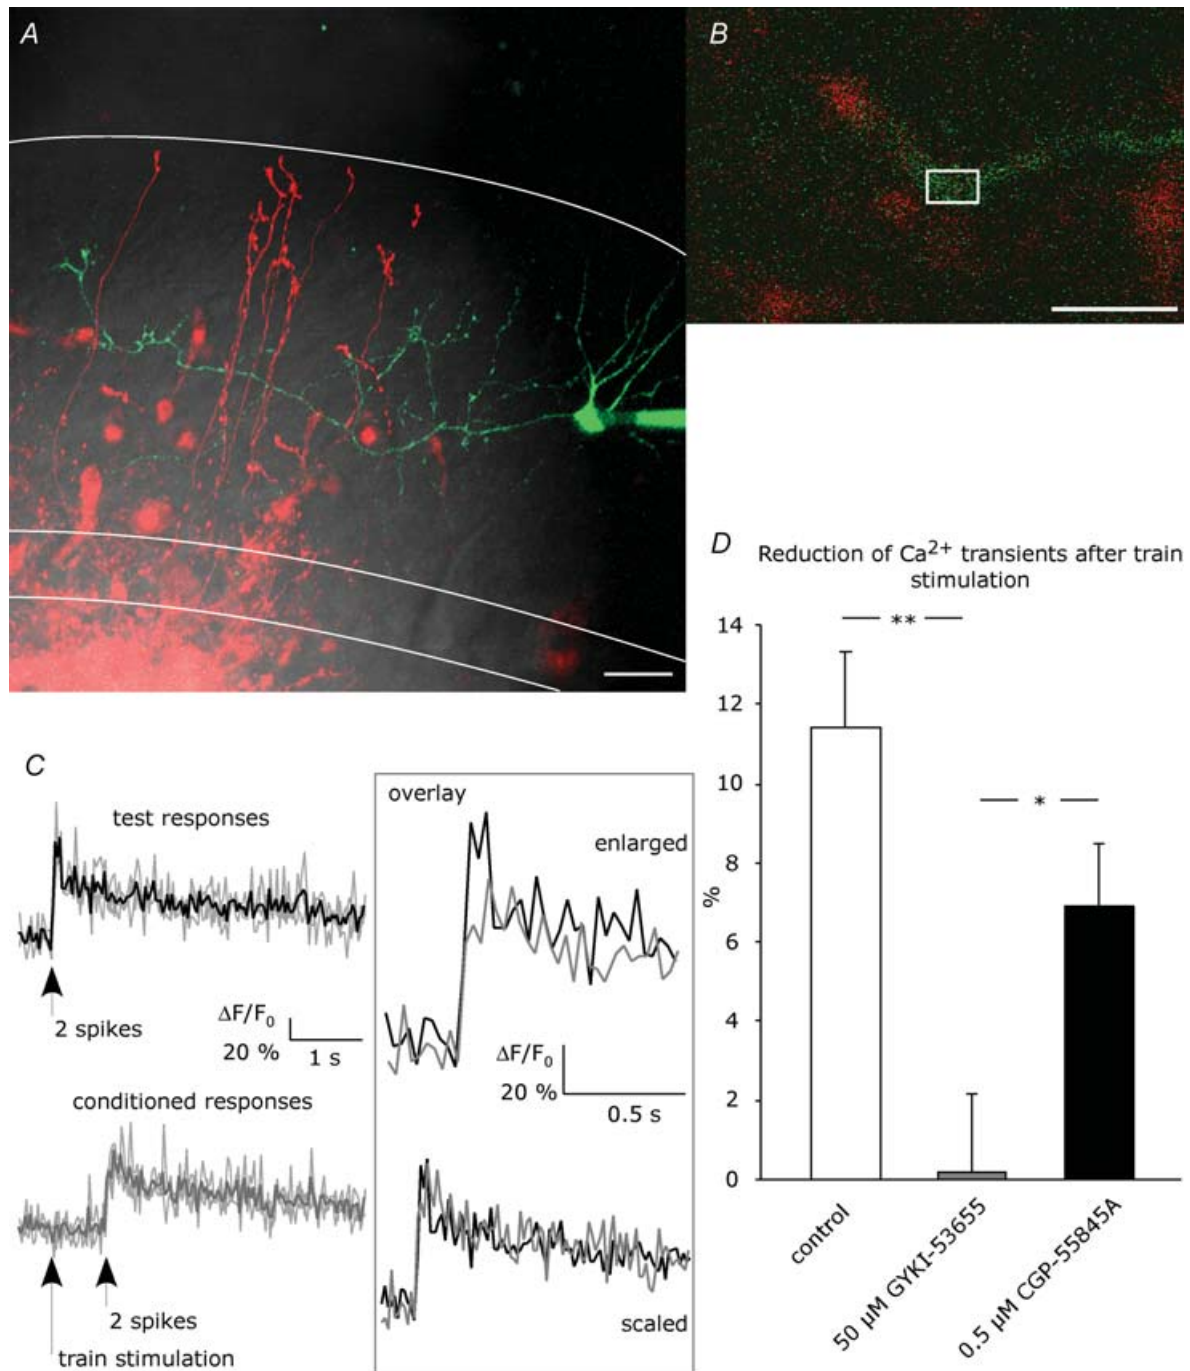 A
B
C
test responses
2 spikes
ΔF/F0
20 %
1 s
conditioned responses
2 spikes
train stimulation
overlay
enlarged
ΔF/F0
20 %
0.5 s
scaled
D
Reduction of Ca2+ transients after train
stimulation
**
*
%
14
12
10
8
6
4
2
0
control
50 µM GYKI-53655
0.5 µM CGP-55845A